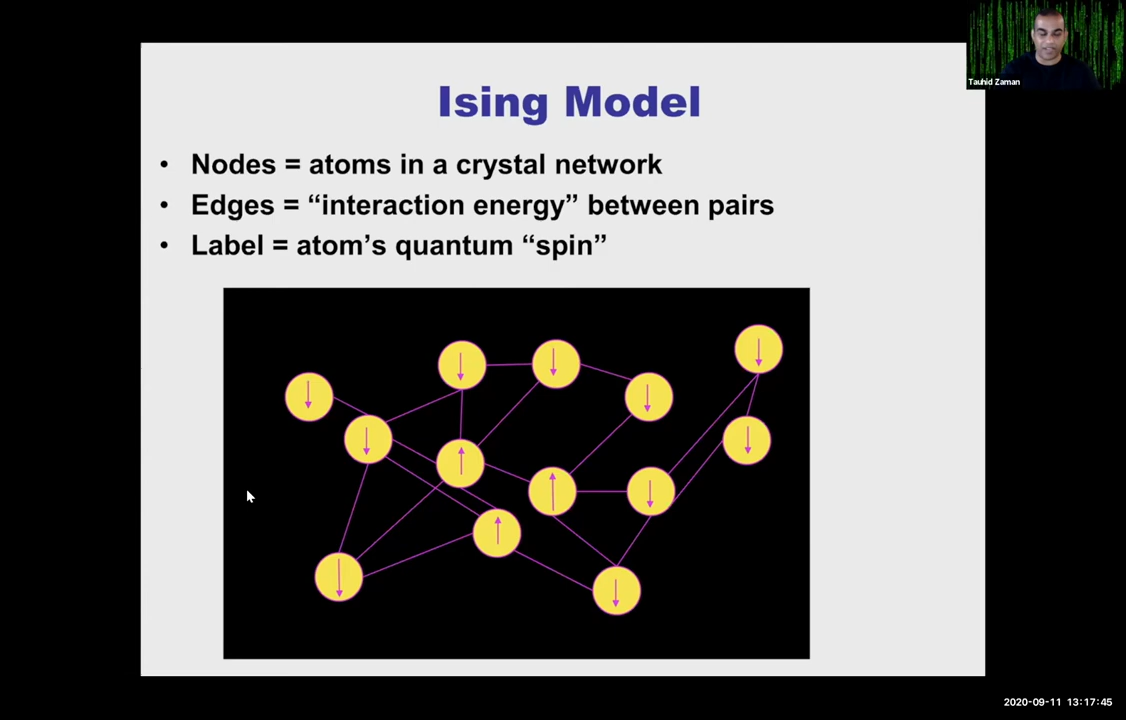 Tauhid Zaman
Ising Model
• Nodes = atoms in a crystal network
• Edges = “interaction energy” between pairs
• Label = atom’s quantum “spin”
2020-09-11 13:17:45